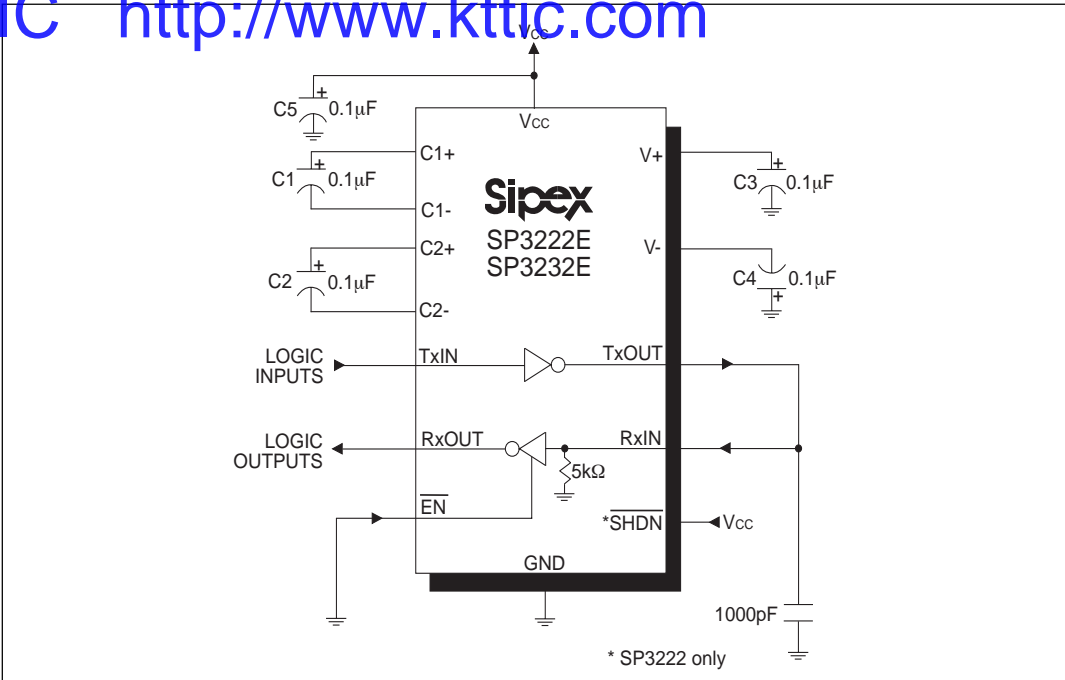 IC http://www.kttic.com
VCC
C5
+
0.1µF
VCC
C1+
V+
C1
+
0.1µF
C3
+
0.1µF
C1-
Sipex
SP3222E
SP3232E
C2+
V-
C2
+
0.1µF
C4
0.1µF
+
C2-
LOGIC
INPUTS
TxIN
TxOUT
LOGIC
OUTPUTS
RxOUT
RxIN
5kΩ
EN
*SHDN
VCC
GND
1000pF
* SP3222 only